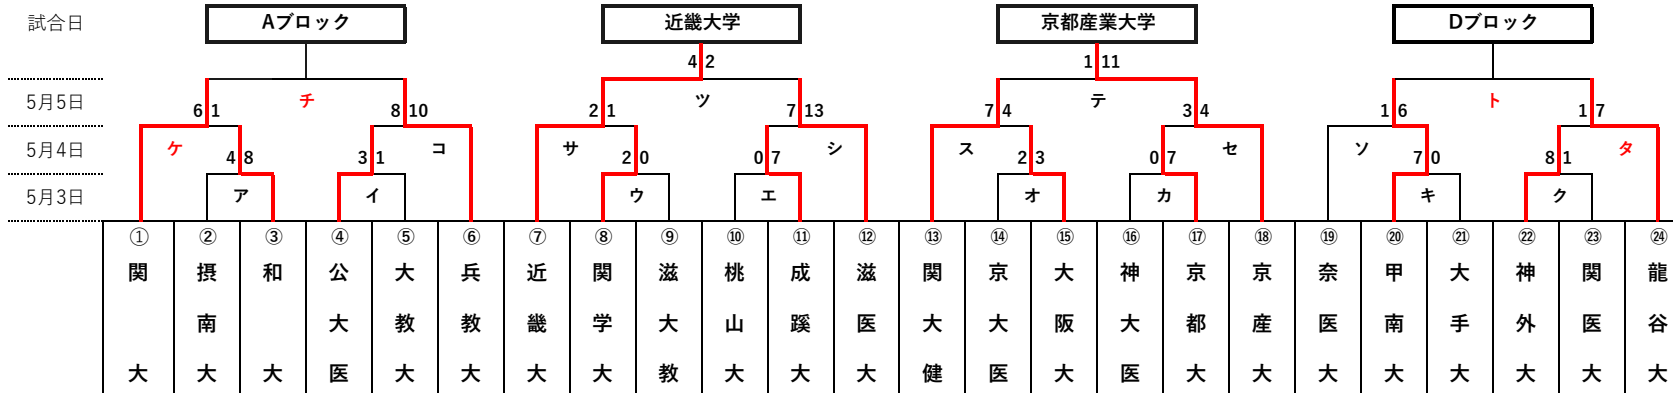 試合日 Aブロック 近畿大学 京都産業大学 Dブロック
4 2 1 11
5月5日 チ ツ テ ト
6 1 8 10 2 1 7 13 7 4 3 4 1 6 1 7
5月4日 ケ コ サ シ ス セ ソ タ
4 8 3 1 2 0 0 7 2 3 0 7 7 0 8 1
5月3日 ア イ ウ エ オ カ キ ク
① ② ③ ④ ⑤ ⑥ ⑦ ⑧ ⑨ ⑩ ⑪ ⑫ ⑬ ⑭ ⑮ ⑯ ⑰ ⑱ ⑲ ⑳ ㉑ ㉒ ㉓ ㉔
関大
摂南大
和大
公大医
大教大
兵教大
近畿大
関学大
滋大教
桃山大
成蹊大
滋医大
関大健
京大医
大阪大
神大医
京都大
京産大
奈医大
甲南大
大手大
神外大
関医大
龍谷大